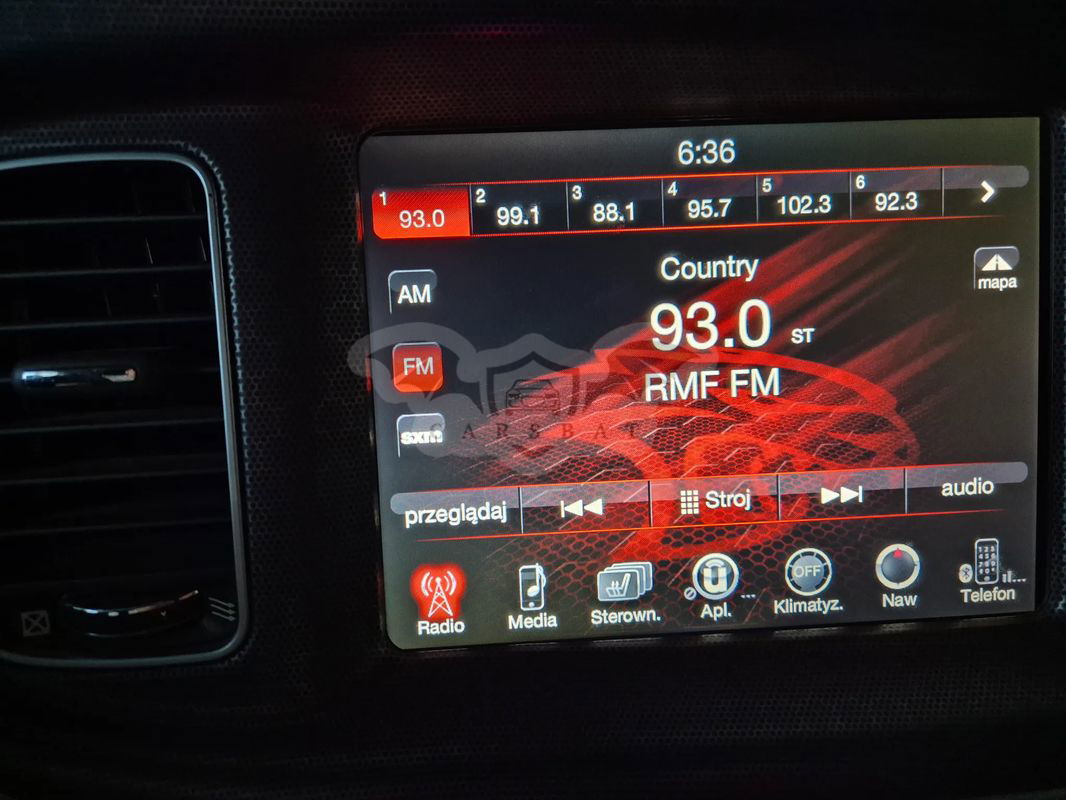 6:36
1 93.0 2 99.1 3 88.1 4 95.7 5 102.3 6 92.3
Country
mapa
AM
93.0 ST
FM
RMF FM
sxm
CARSBAT
przeglądaj Stroj audio
OFF
Radio Media Sterown. Apl. Klimatyz. Naw Telefon